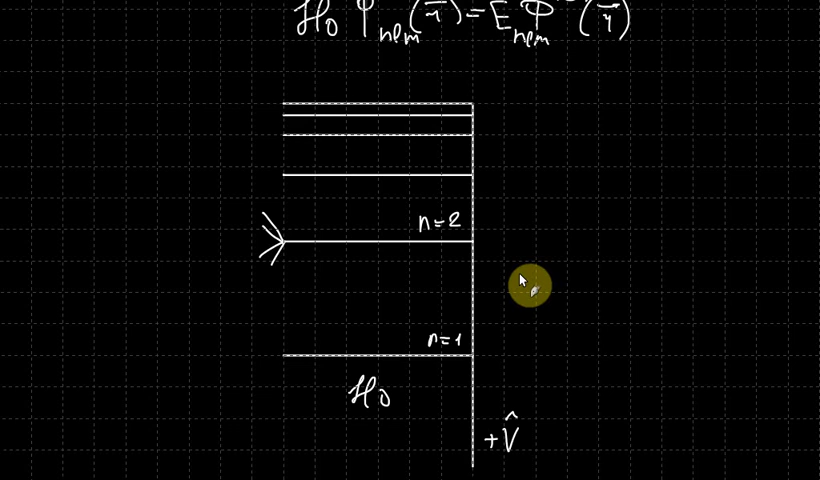 H₀ Φₙₗₘ(r⃗) = Eₙₗₘ Φ (r⃗)
n=2
n=1
H₀
+V̂